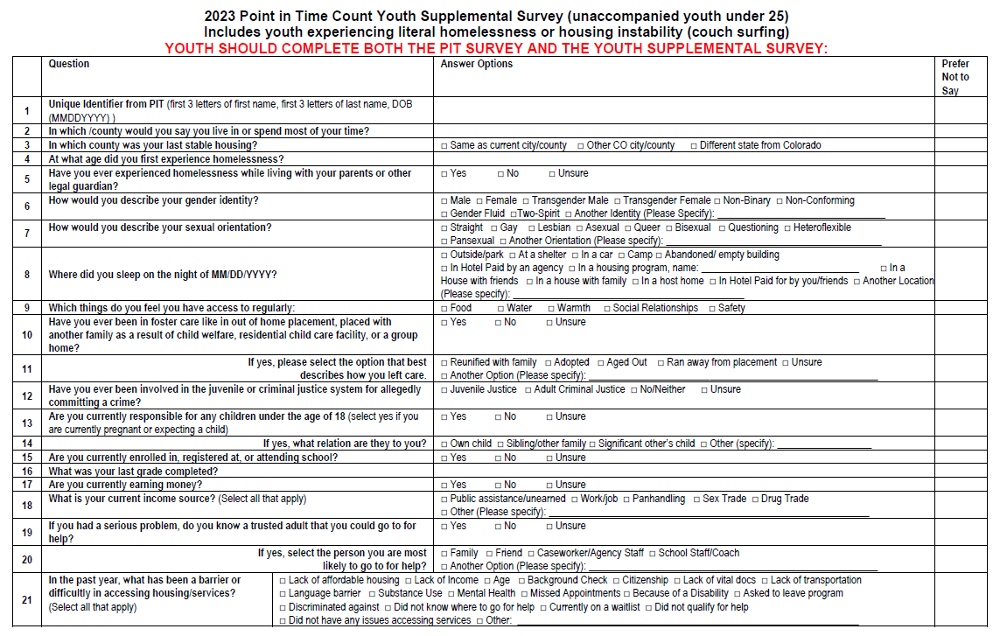 2023 Point in Time Count Youth Supplemental Survey (unaccompanied youth under 25)
Includes youth experiencing literal homelessness or housing instability (couch surfing)
YOUTH SHOULD COMPLETE BOTH THE PIT SURVEY AND THE YOUTH SUPPLEMENTAL SURVEY:
Question Answer Options Prefer
Not to
Say
1 Unique Identifier from PIT (first 3 letters of first name, first 3 letters of last name, DOB
(MMDDYYYY) )
2 In which /county would you say you live in or spend most of your time?
3 In which county was your last stable housing? □ Same as current city/county □ Other CO city/county □ Different state from Colorado
4 At what age did you first experience homelessness?
5 Have you ever experienced homelessness while living with your parents or other
legal guardian?
□ Yes □ No □ Unsure
6 How would you describe your gender identity?
□ Male □ Female □ Transgender Male □ Transgender Female □ Non-Binary □ Non-Conforming
□ Gender Fluid □Two-Spirit □ Another Identity (Please Specify): ____
7 How would you describe your sexual orientation?
□ Straight □ Gay □ Lesbian □ Asexual □ Queer □ Bisexual □ Questioning □ Heteroflexible
□ Pansexual □ Another Orientation (Please specify): ____
8 Where did you sleep on the night of MM/DD/YYYY?
□ Outside/park □ At a shelter □ In a car □ Camp □ Abandoned/ empty building
□ In Hotel Paid by an agency □ In a housing program, name: ____ □ In a
House with friends □ In a house with family □ In a host home □ In Hotel Paid for by you/friends □ Another Location
(Please specify): ____
9 Which things do you feel you have access to regularly: □ Food □ Water □ Warmth □ Social Relationships □ Safety
10 Have you ever been in foster care like in out of home placement, placed with
another family as a result of child welfare, residential child care facility, or a group
home?
□ Yes □ No □ Unsure
11 If yes, please select the option that best
describes how you left care.
□ Reunified with family □ Adopted □ Aged Out □ Ran away from placement □ Unsure
□ Another Option (Please specify): ____
12 Have you ever been involved in the juvenile or criminal justice system for allegedly
committing a crime?
□ Juvenile Justice □ Adult Criminal Justice □ No/Neither □ Unsure
13 Are you currently responsible for any children under the age of 18 (select yes if you
are currently pregnant or expecting a child)
□ Yes □ No □ Unsure
14 If yes, what relation are they to you? □ Own child □ Sibling/other family □ Significant other's child □ Other (specify): ____
15 Are you currently enrolled in, registered at, or attending school? □ Yes □ No □ Unsure
16 What was your last grade completed?
17 Are you currently earning money? □ Yes □ No □ Unsure
18 What is your current income source? (Select all that apply)
□ Public assistance/unearned □ Work/job □ Panhandling □ Sex Trade □ Drug Trade
□ Other (Please specify): ____
19 If you had a serious problem, do you know a trusted adult that you could go to for
help?
□ Yes □ No □ Unsure
20 If yes, select the person you are most
likely to go to for help?
□ Family □ Friend □ Caseworker/Agency Staff □ School Staff/Coach
□ Another Option (Please specify): ____
21 In the past year, what has been a barrier or
difficultly in accessing housing/services?
(Select all that apply)
□ Lack of affordable housing □ Lack of Income □ Age □ Background Check □ Citizenship □ Lack of vital docs □ Lack of transportation
□ Language barrier □ Substance Use □ Mental Health □ Missed Appointments □ Because of a Disability □ Asked to leave program
□ Discriminated against □ Did not know where to go for help □ Currently on a waitlist □ Did not qualify for help
□ Did not have any issues accessing services □ Other: ____